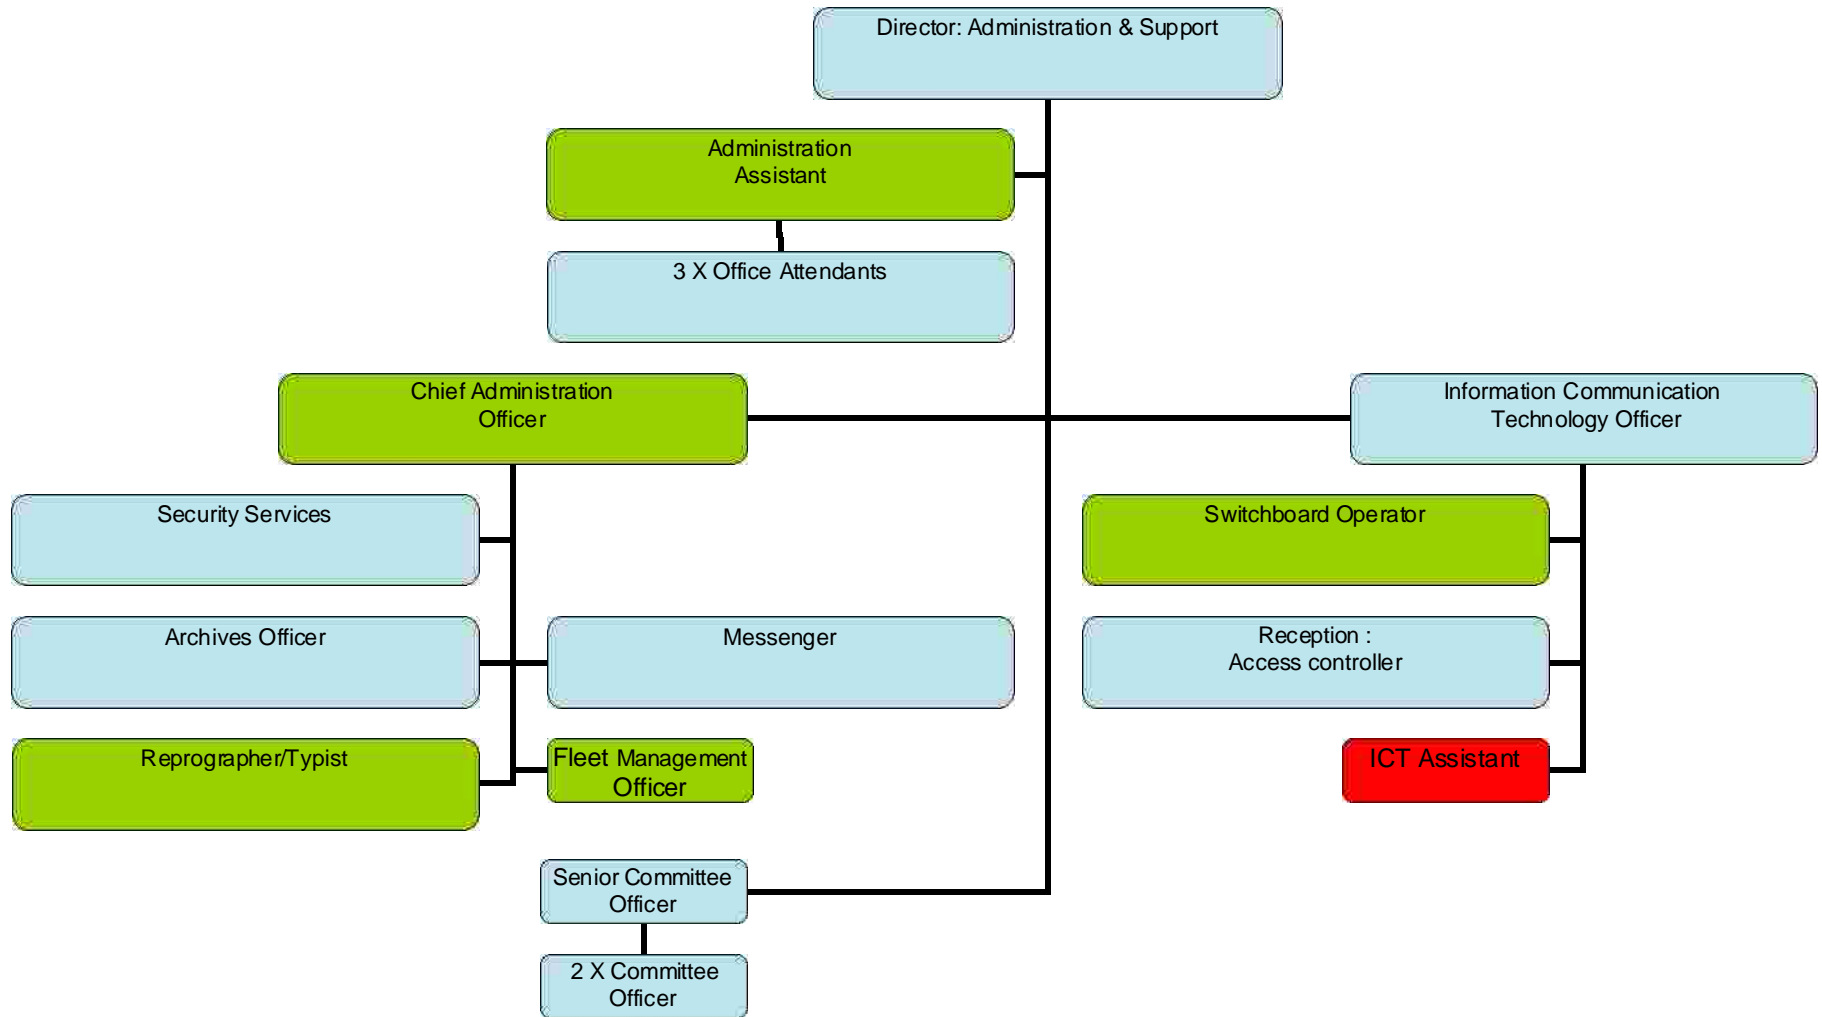 Director: Administration & Support
Administration
Assistant
3 X Office Attendants
Chief Administration
Officer
Information Communication
Technology Officer
Security Services
Switchboard Operator
Archives Officer
Messenger
Reception :
Access controller
Reprographer/Typist
Fleet Management
Officer
ICT Assistant
Senior Committee
Officer
2 X Committee
Officer